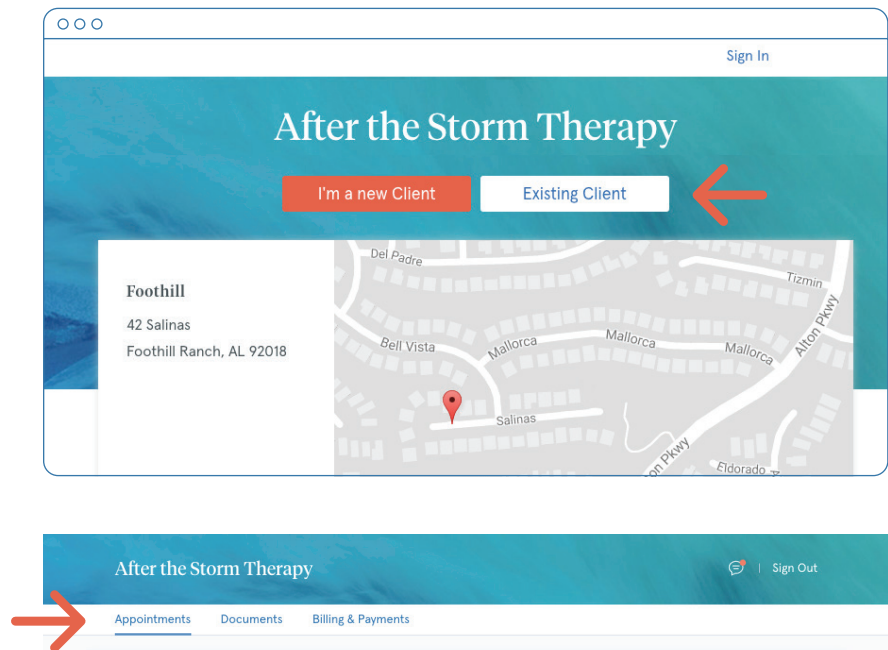 Sign In
After the Storm Therapy
I'm a new Client
Existing Client
Foothill
42 Salinas
Foothill Ranch, AL 92018
Del Padre
Tizmin
Bell Vista
Mallorca
Mallorca
Mallorca
Alton Pkwy
Salinas
on Pkwy
Eldorado
After the Storm Therapy
Sign Out
Appointments
Documents
Billing & Payments